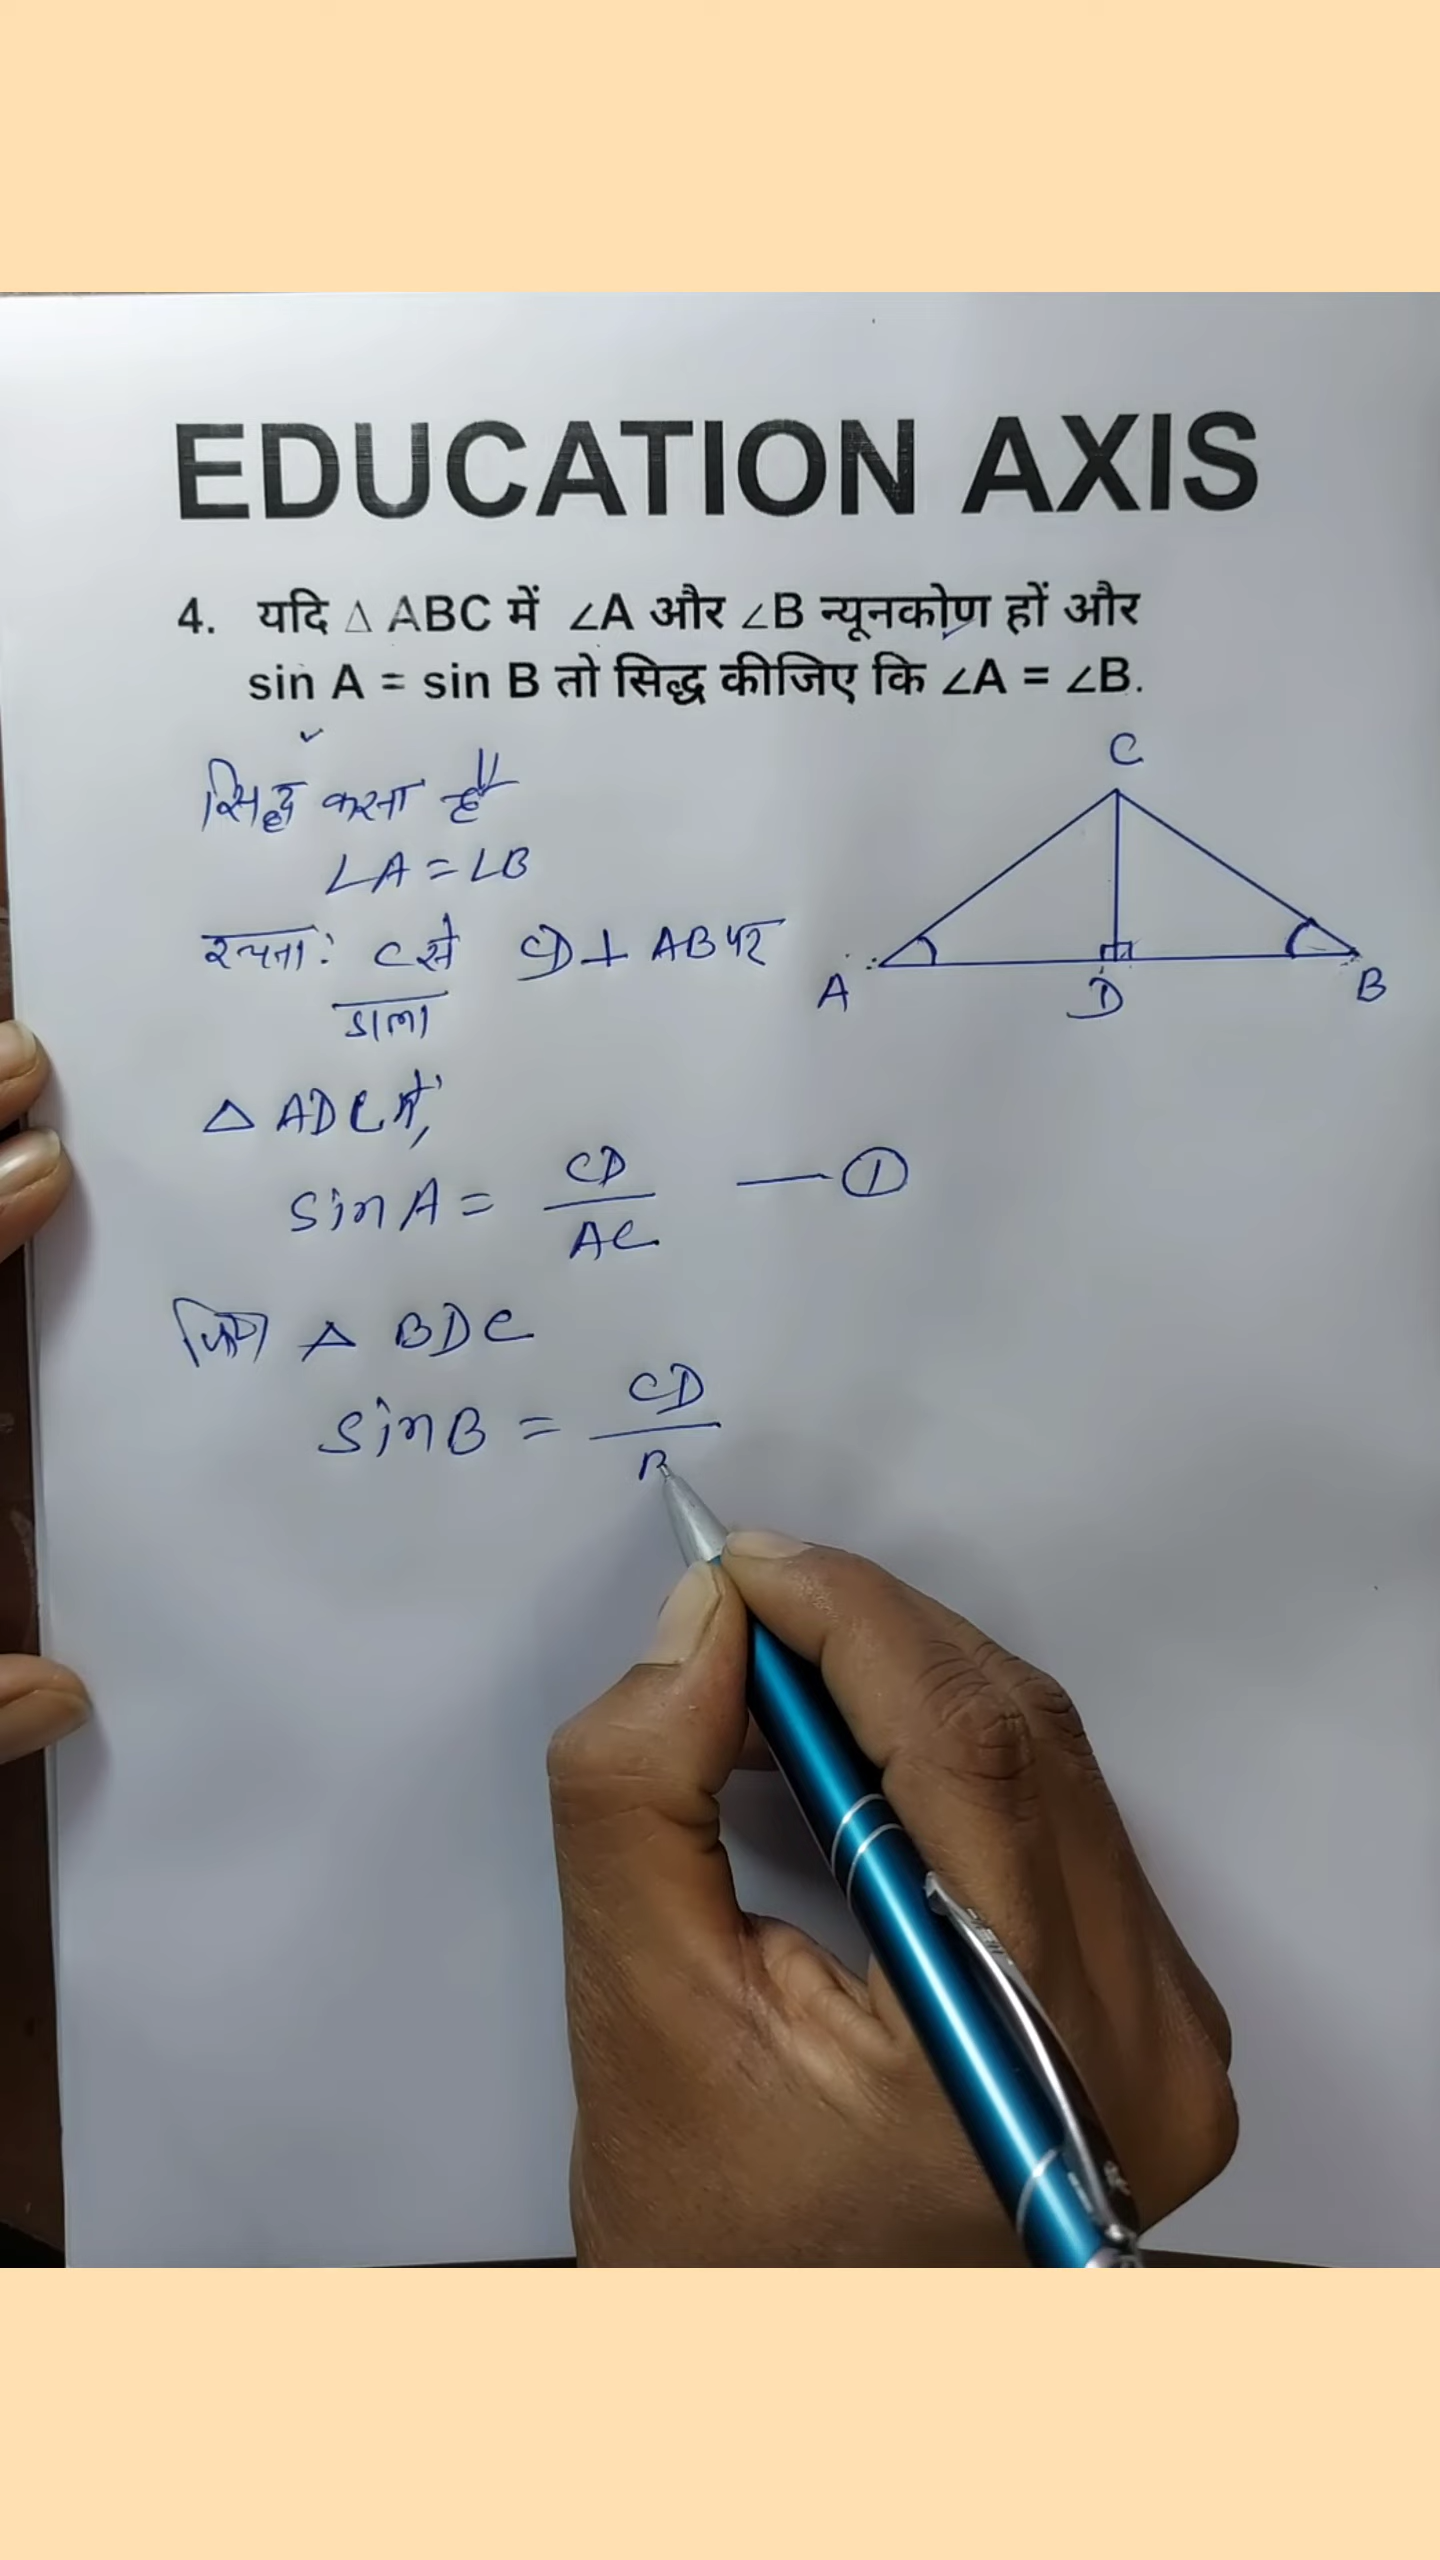 EDUCATION AXIS
4. यदि △ ABC में ∠A और ∠B न्यूनकोण हों और
sin A = sin B तो सिद्ध कीजिए कि ∠A = ∠B.
सिद्ध करना है
∠A = ∠B
रचना: C से CD ⊥ AB पर
डाला
C
A
D
B
△ ADC में,
sin A = CD / AC — ①
△ BDC
sin B = CD / B